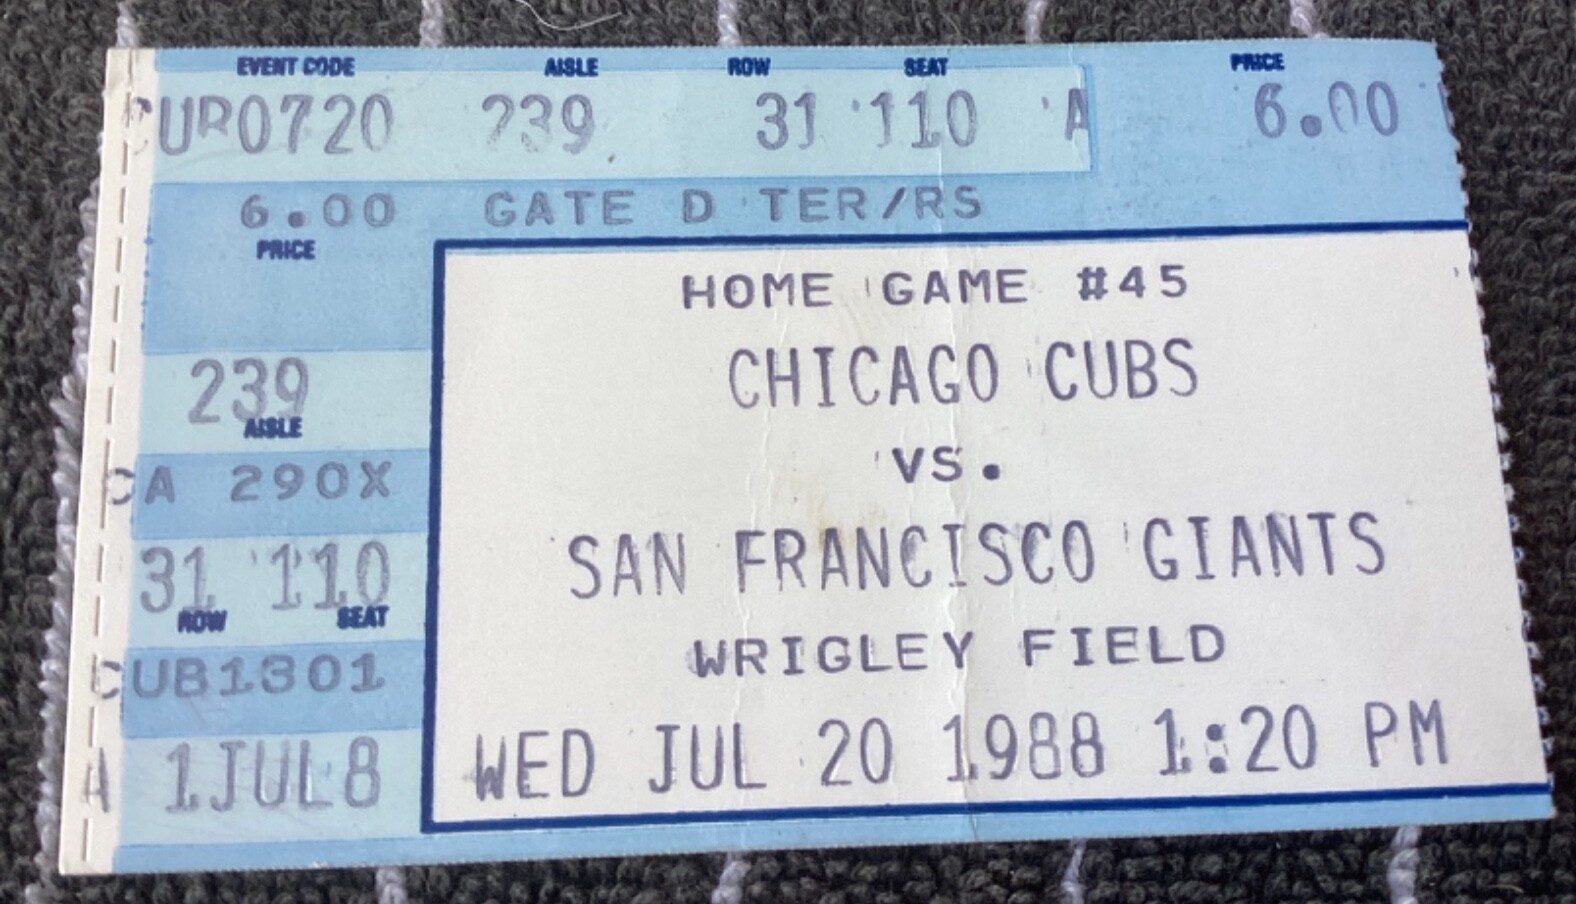 EVENT CODE AISLE ROW SEAT PRICE
CUB0720 239 31 110 A 6.00
6.00 GATE D TER/RS
PRICE
HOME GAME #45
CHICAGO CUBS
VS.
SAN FRANCISCO GIANTS
WRIGLEY FIELD
WED JUL 20 1988 1:20 PM
239
AISLE
CA 290X
31 110
ROW SEAT
CUB1301
A 1JUL8